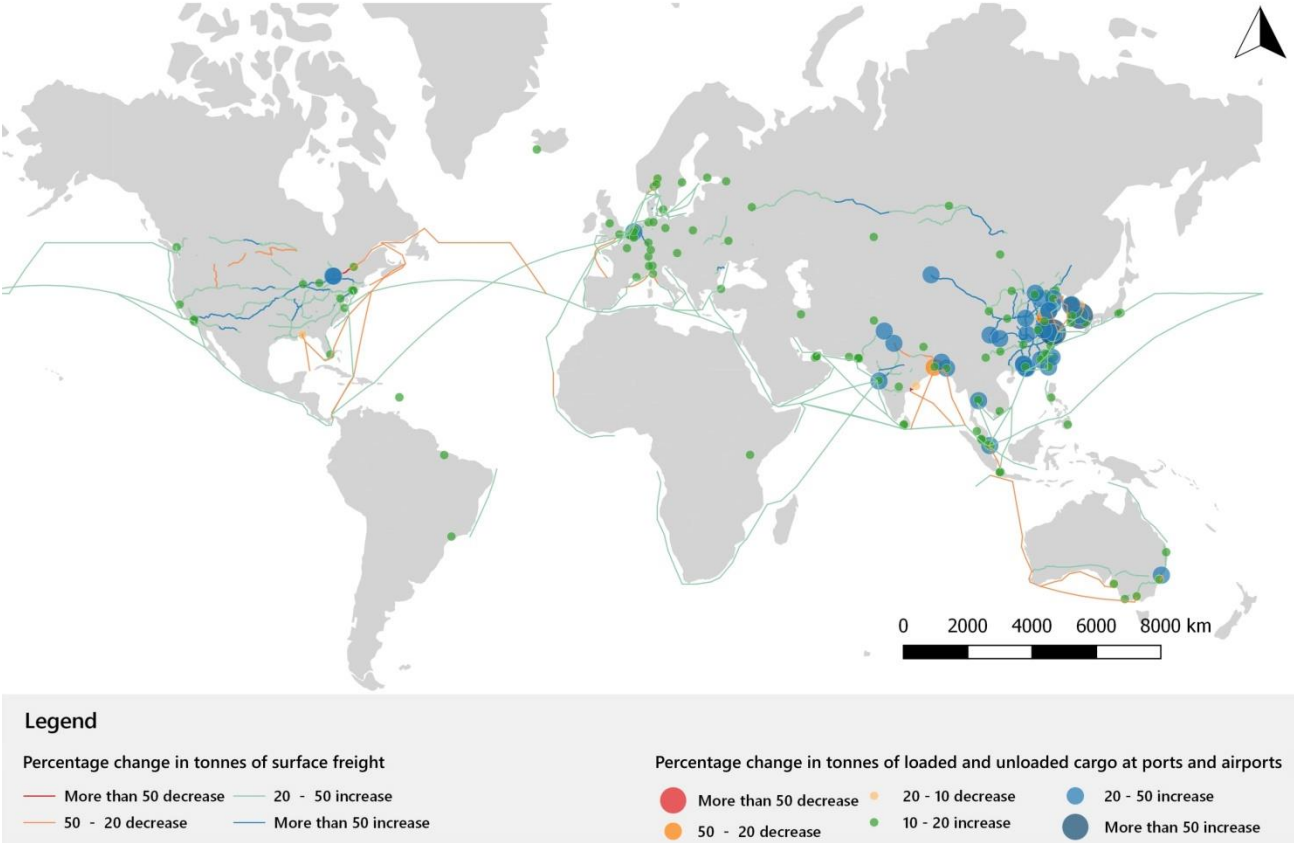 0 2000 4000 6000 8000 km
Legend
Percentage change in tonnes of surface freight
More than 50 decrease
20 - 50 increase
50 - 20 decrease
More than 50 increase
Percentage change in tonnes of loaded and unloaded cargo at ports and airports
More than 50 decrease
20 - 10 decrease
20 - 50 increase
50 - 20 decrease
10 - 20 increase
More than 50 increase